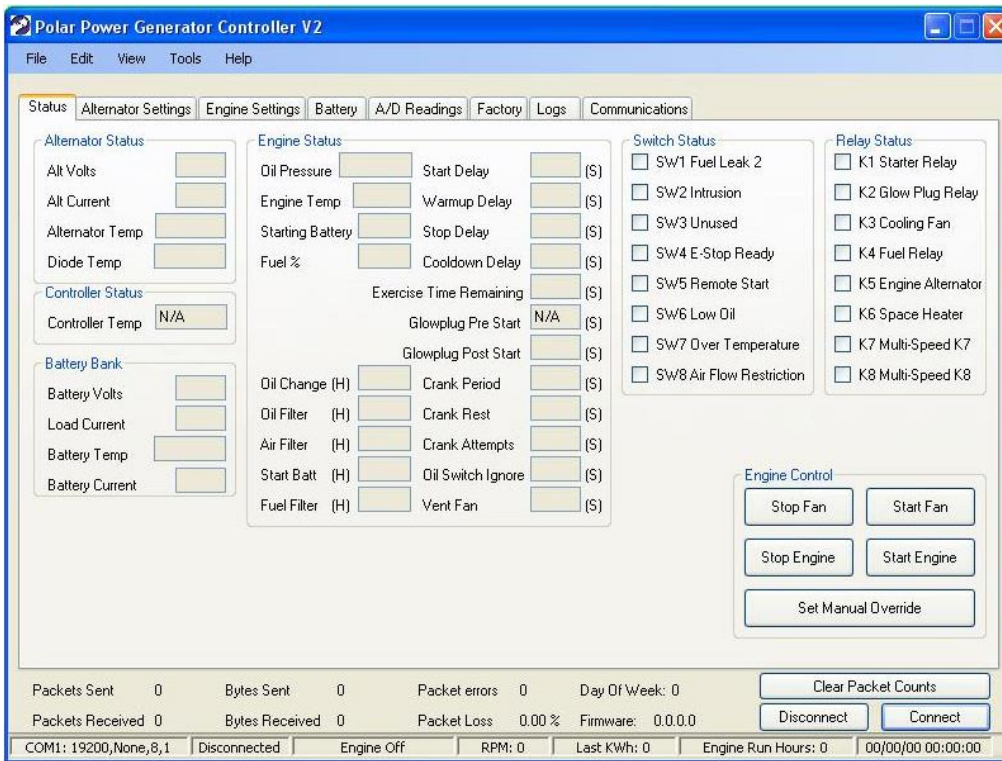 Polar Power Generator Controller V2
File Edit View Tools Help
Status Alternator Settings Engine Settings Battery A/D Readings Factory Logs Communications
Alternator Status
Alt Volts
Alt Current
Alternator Temp
Diode Temp
Controller Status
Controller Temp N/A
Battery Bank
Battery Volts
Load Current
Battery Temp
Battery Current
Engine Status
Oil Pressure Start Delay (S)
Engine Temp Warmup Delay (S)
Starting Battery Stop Delay (S)
Fuel % Cooldown Delay (S)
Exercise Time Remaining (S)
Glowplug Pre Start N/A (S)
Glowplug Post Start (S)
Oil Change (H) Crank Period (S)
Oil Filter (H) Crank Rest (S)
Air Filter (H) Crank Attempts (S)
Start Batt (H) Oil Switch Ignore (S)
Fuel Filter (H) Vent Fan (S)
Switch Status
SW1 Fuel Leak 2
SW2 Intrusion
SW3 Unused
SW4 E-Stop Ready
SW5 Remote Start
SW6 Low Oil
SW7 Over Temperature
SW8 Air Flow Restriction
Relay Status
K1 Starter Relay
K2 Glow Plug Relay
K3 Cooling Fan
K4 Fuel Relay
K5 Engine Alternator
K6 Space Heater
K7 Multi-Speed K7
K8 Multi-Speed K8
Engine Control
Stop Fan Start Fan
Stop Engine Start Engine
Set Manual Override
Packets Sent 0 Bytes Sent 0 Packet errors 0 Day Of Week: 0 Clear Packet Counts
Packets Received 0 Bytes Received 0 Packet Loss 0.00 % Firmware: 0.0.0.0 Disconnect Connect
COM1: 19200,None,8,1 Disconnected Engine Off RPM: 0 Last KWh: 0 Engine Run Hours: 0 00/00/00 00:00:00